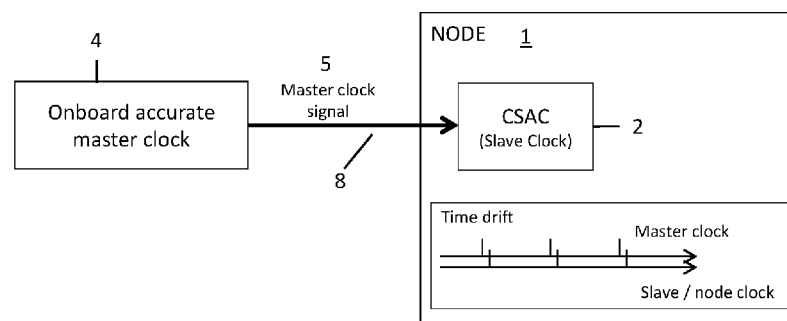 4
Onboard accurate
master clock
5
Master clock
signal
8
NODE 1
CSAC
(Slave Clock)
2
Time drift
Master clock
Slave / node clock